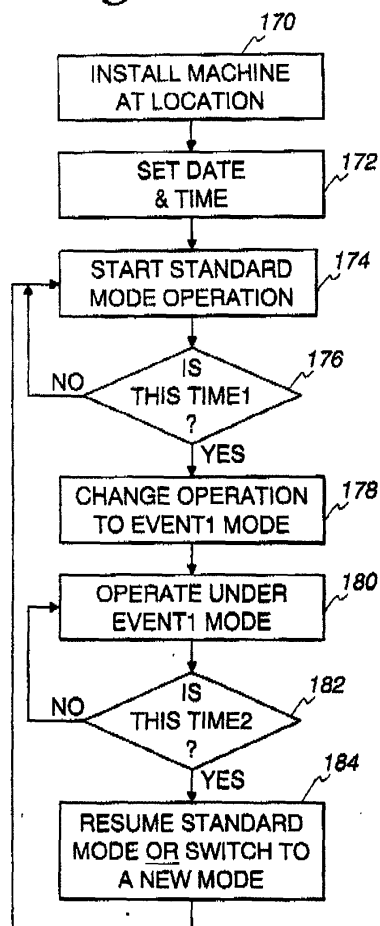 170
INSTALL MACHINE
AT LOCATION
172
SET DATE
& TIME
174
START STANDARD
MODE OPERATION
176
IS
THIS TIME1
?
NO
YES
178
CHANGE OPERATION
TO EVENT1 MODE
180
OPERATE UNDER
EVENT1 MODE
182
IS
THIS TIME2
?
NO
YES
184
RESUME STANDARD
MODE OR SWITCH TO
A NEW MODE